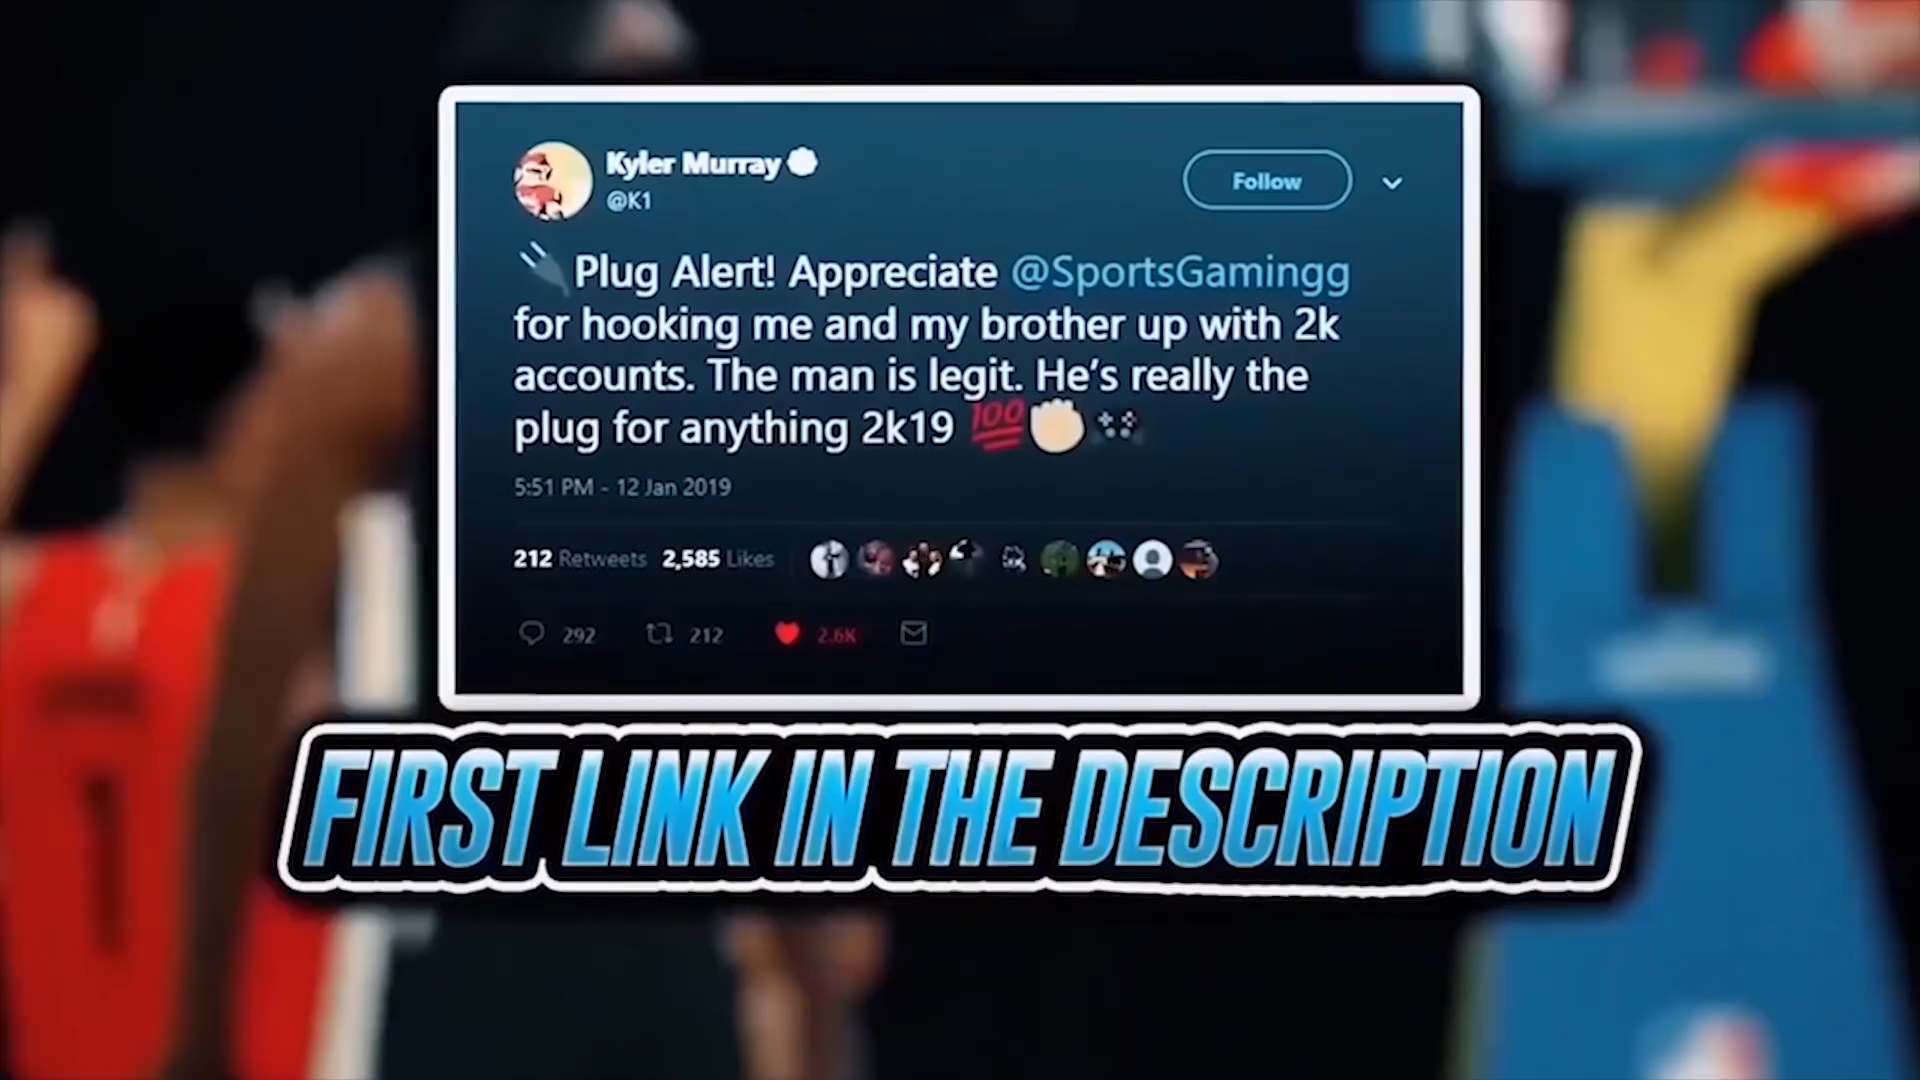 Kyler Murray
@K1
Follow
Plug Alert! Appreciate @SportsGamingg
for hooking me and my brother up with 2k
accounts. The man is legit. He's really the
plug for anything 2k19 💯
5:51 PM - 12 Jan 2019
212 Retweets 2,585 Likes
292 212 2.6K
FIRST LINK IN THE DESCRIPTION
1